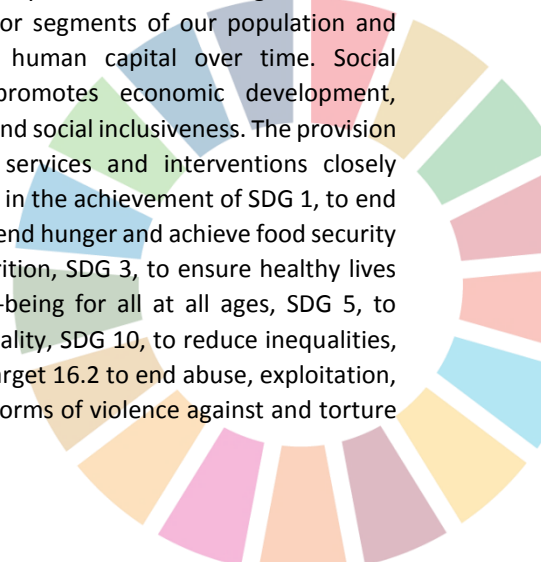 or segments of our population and
human capital over time. Social
promotes economic development,
nd social inclusiveness. The provision
services and interventions closely
in the achievement of SDG 1, to end
end hunger and achieve food security
rition, SDG 3, to ensure healthy lives
-being for all at all ages, SDG 5, to
ality, SDG 10, to reduce inequalities,
arget 16.2 to end abuse, exploitation,
orms of violence against and torture